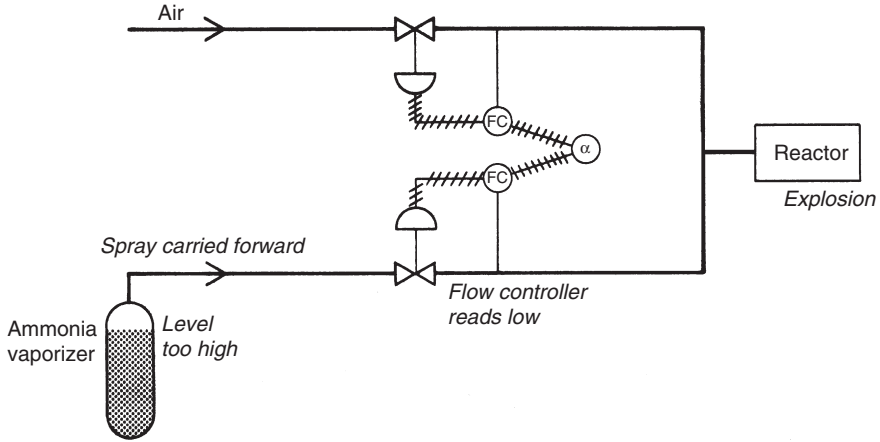 Air
FC
α
FC
Reactor
Explosion
Spray carried forward
Flow controller
reads low
Ammonia
vaporizer
Level
too high